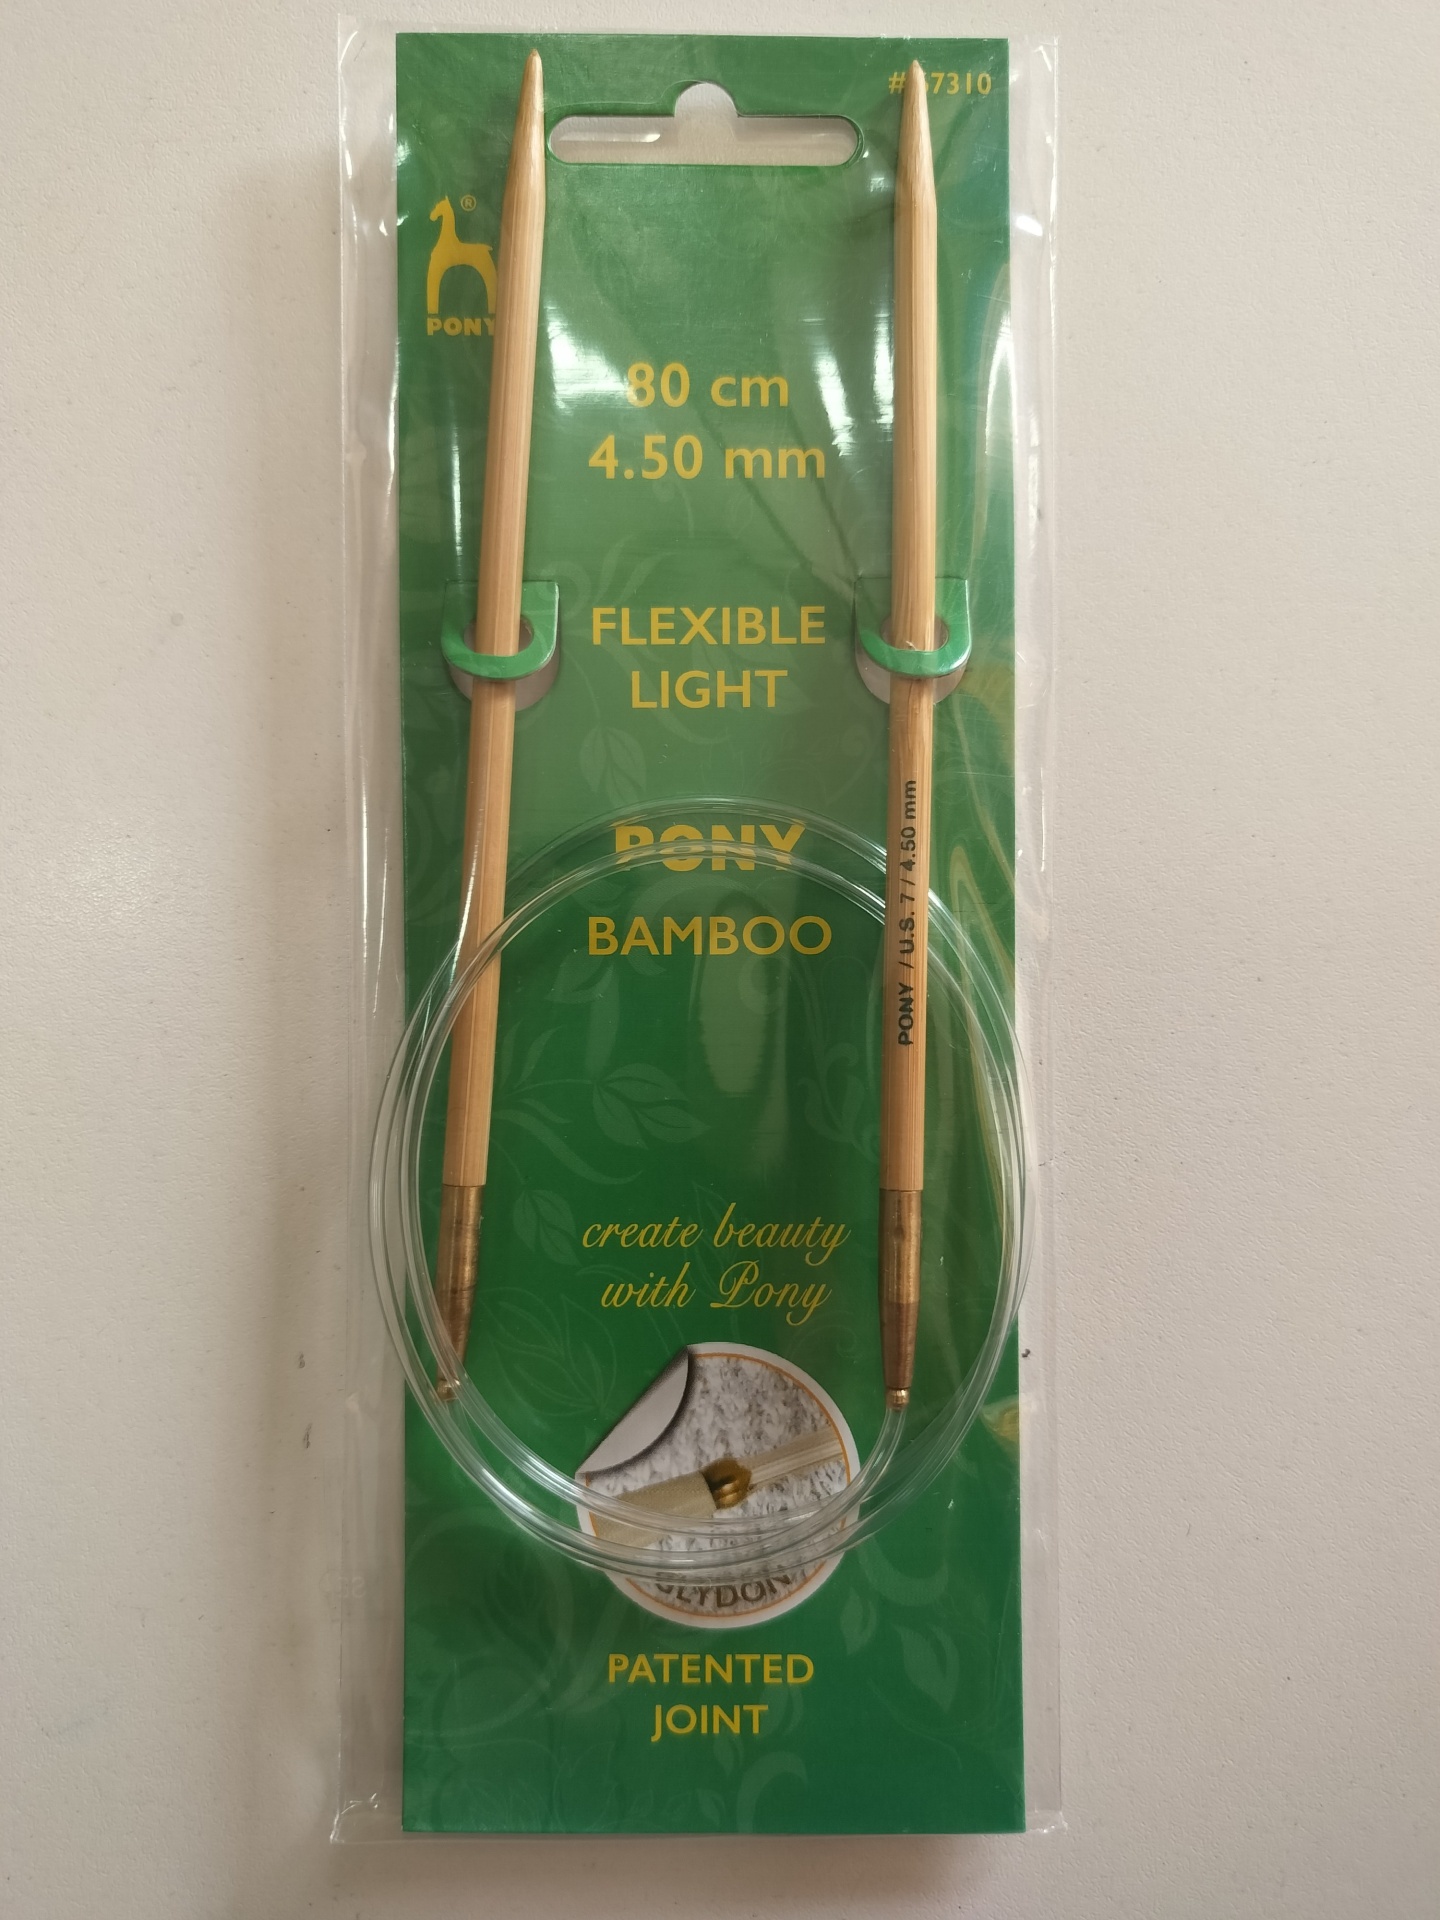 ®
PONY
80 cm
4.50 mm
FLEXIBLE
LIGHT
PONY
BAMBOO
PONY / U.S. 7 / 4.50 mm
create beauty
with Pony
PATENTED
JOINT